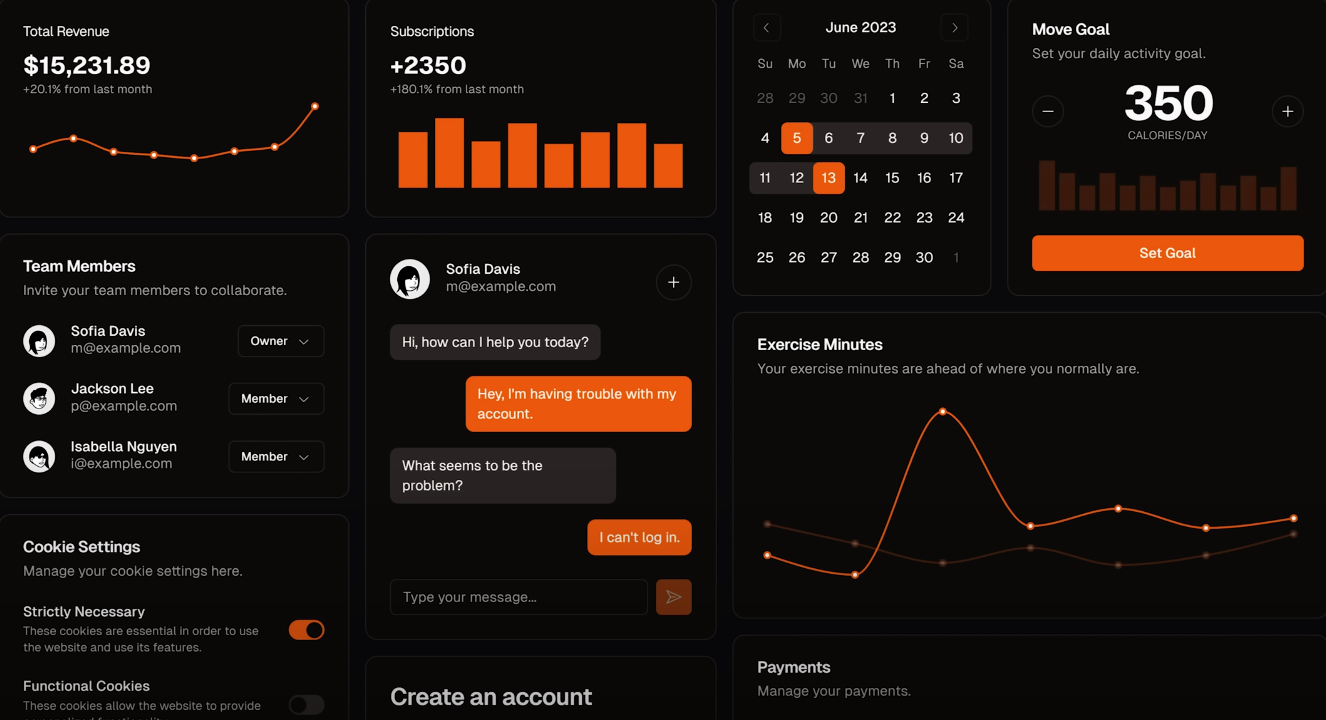 Total Revenue
$15,231.89
+20.1% from last month
Subscriptions
+2350
+180.1% from last month
June 2023
Su Mo Tu We Th Fr Sa
28 29 30 31 1 2 3
4 5 6 7 8 9 10
11 12 13 14 15 16 17
18 19 20 21 22 23 24
25 26 27 28 29 30 1
Move Goal
Set your daily activity goal.
350
CALORIES/DAY
Set Goal
Team Members
Invite your team members to collaborate.
Sofia Davis
m@example.com
Owner
Jackson Lee
p@example.com
Member
Isabella Nguyen
i@example.com
Member
Sofia Davis
m@example.com
Hi, how can I help you today?
Hey, I'm having trouble with my
account.
What seems to be the
problem?
I can't log in.
Type your message...
Exercise Minutes
Your exercise minutes are ahead of where you normally are.
Cookie Settings
Manage your cookie settings here.
Strictly Necessary
These cookies are essential in order to use
the website and use its features.
Functional Cookies
These cookies allow the website to provide
Create an account
Payments
Manage your payments.